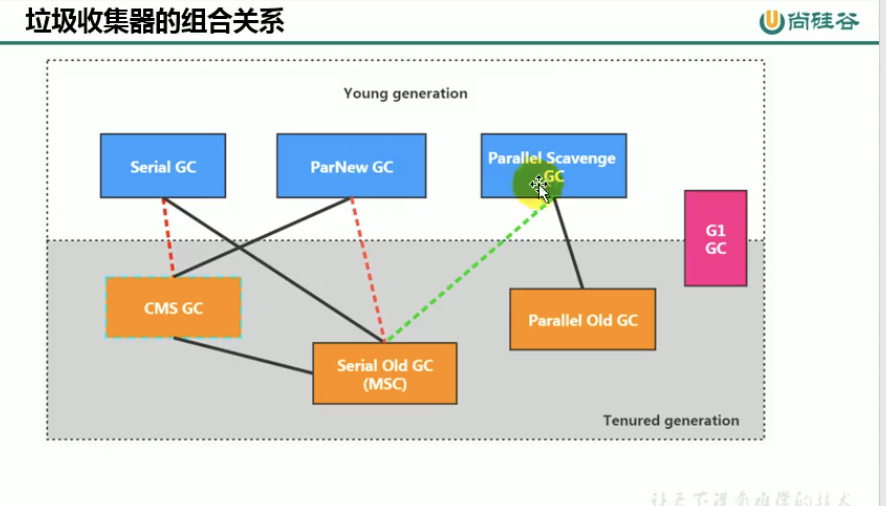 垃圾收集器的组合关系
尚硅谷
Young generation
Serial GC
ParNew GC
Parallel Scavenge
GC
G1
GC
CMS GC
Parallel Old GC
Serial Old GC
(MSC)
Tenured generation
让天下没有难学的技术